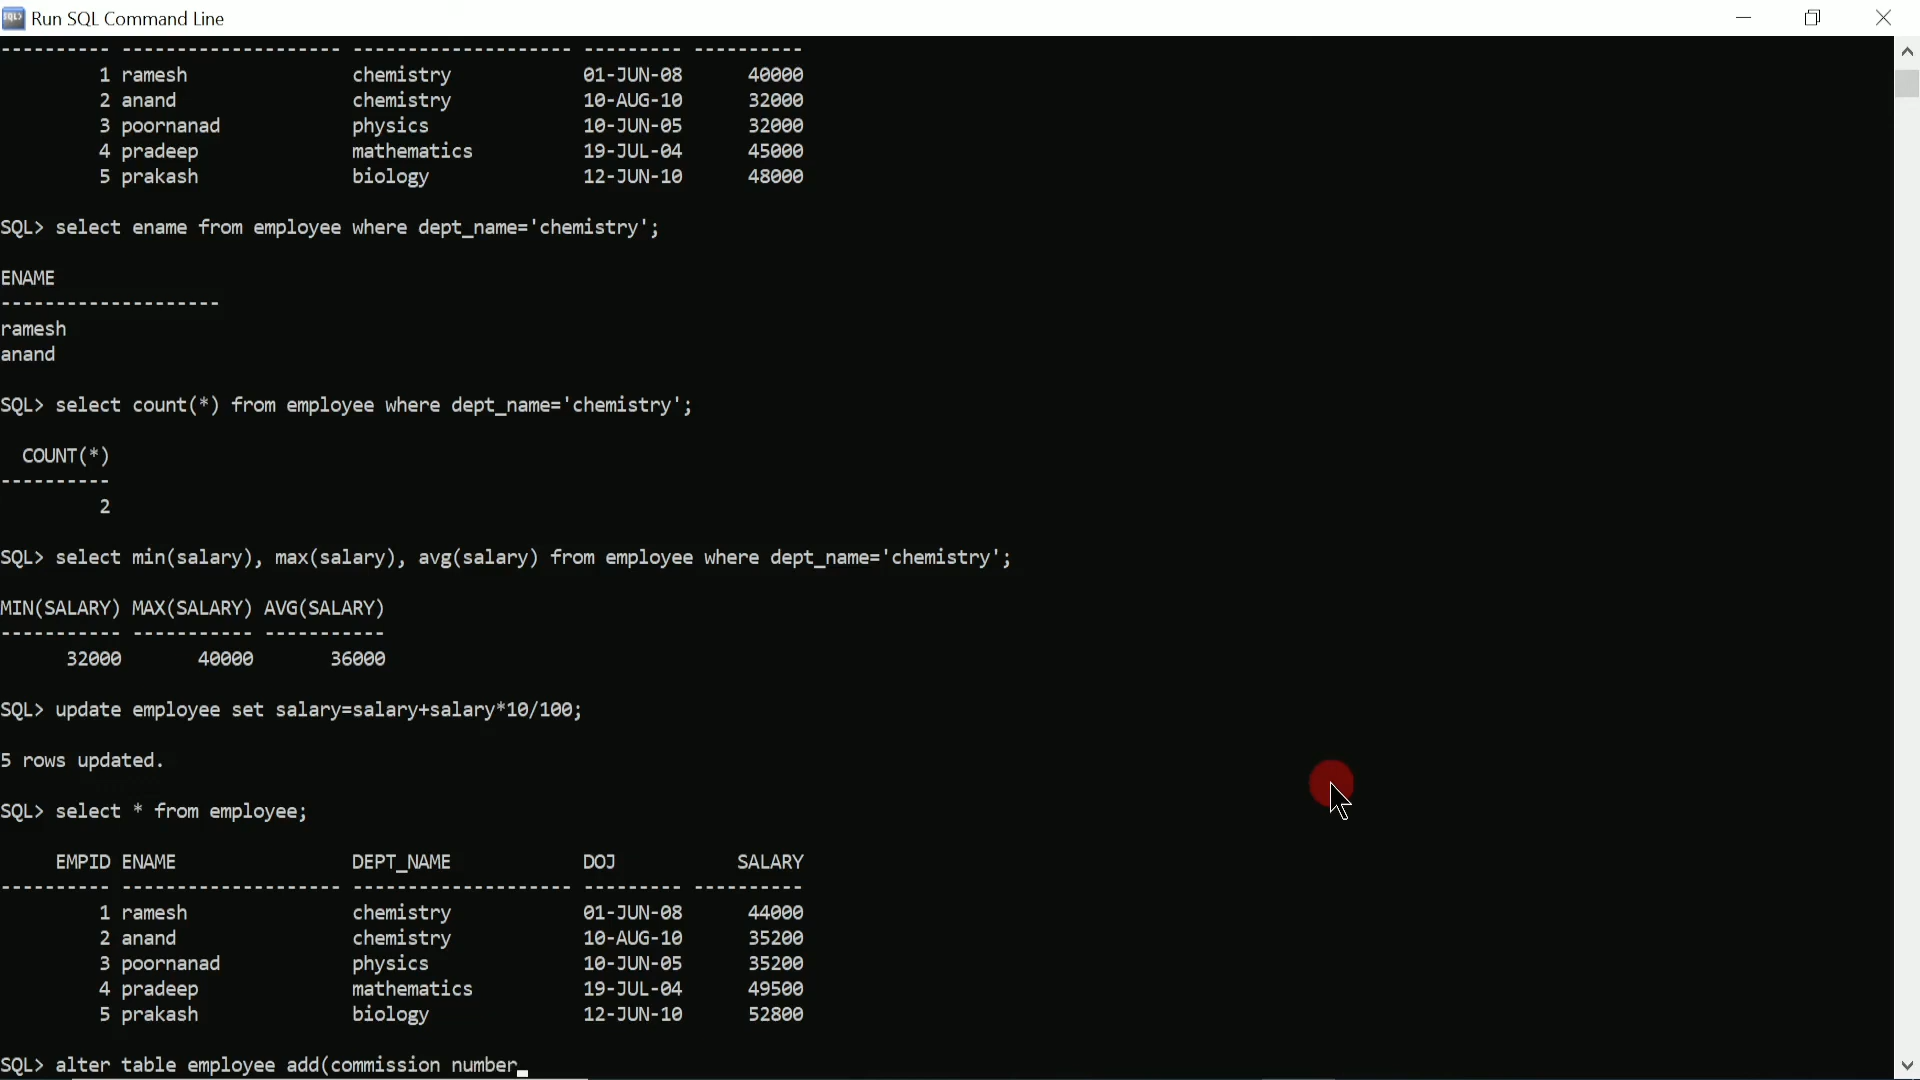 Run SQL Command Line
---------- -------------------- -------------------- --------- ----------
         1 ramesh               chemistry            01-JUN-08      40000
         2 anand                chemistry            10-AUG-10      32000
         3 poornanad            physics              10-JUN-05      32000
         4 pradeep              mathematics          19-JUL-04      45000
         5 prakash              biology              12-JUN-10      48000
SQL> select ename from employee where dept_name='chemistry';
ENAME
--------------------
ramesh
anand
SQL> select count(*) from employee where dept_name='chemistry';
  COUNT(*)
----------
         2
SQL> select min(salary), max(salary), avg(salary) from employee where dept_name='chemistry';
MIN(SALARY) MAX(SALARY) AVG(SALARY)
----------- ----------- -----------
      32000       40000       36000
SQL> update employee set salary=salary+salary*10/100;
5 rows updated.
SQL> select * from employee;
     EMPID ENAME                DEPT_NAME            DOJ           SALARY
---------- -------------------- -------------------- --------- ----------
         1 ramesh               chemistry            01-JUN-08      44000
         2 anand                chemistry            10-AUG-10      35200
         3 poornanad            physics              10-JUN-05      35200
         4 pradeep              mathematics          19-JUL-04      49500
         5 prakash              biology              12-JUN-10      52800
SQL> alter table employee add(commission number